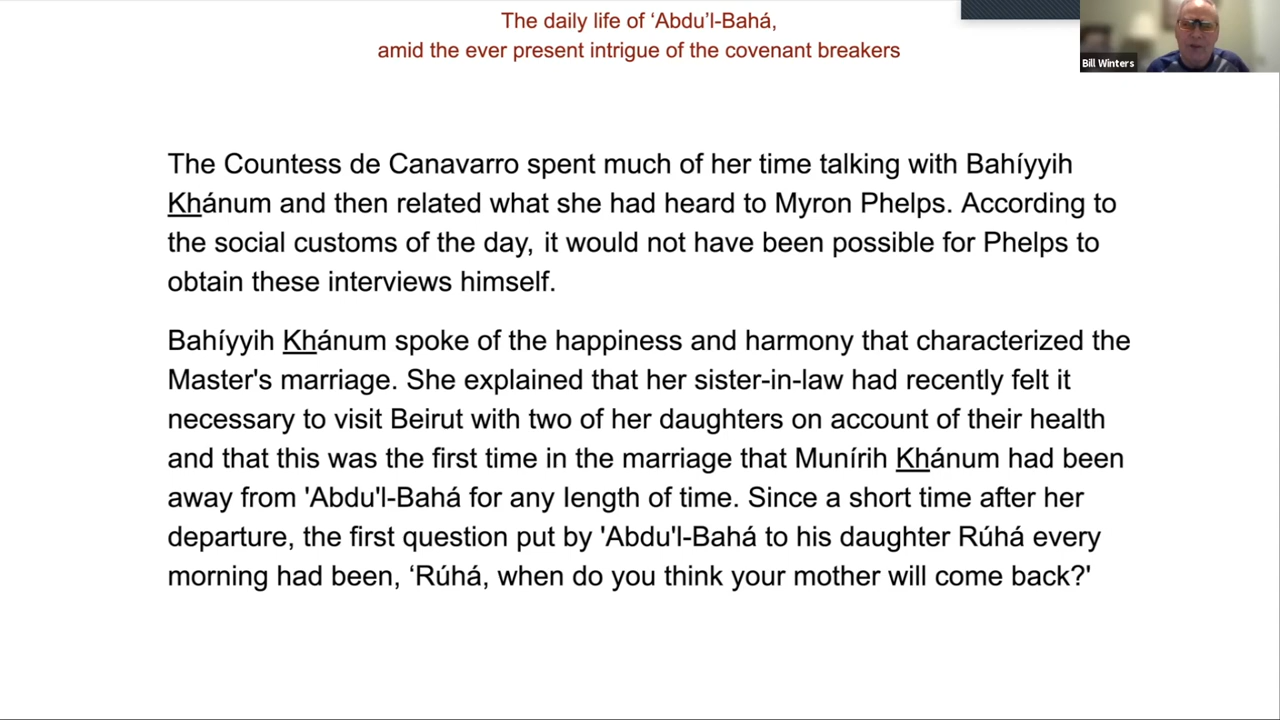 The daily life of ‘Abdu’l-Bahá,
amid the ever present intrigue of the covenant breakers
Bill Winters
The Countess de Canavarro spent much of her time talking with Bahíyyih
Khánum and then related what she had heard to Myron Phelps. According to
the social customs of the day, it would not have been possible for Phelps to
obtain these interviews himself.
Bahíyyih Khánum spoke of the happiness and harmony that characterized the
Master's marriage. She explained that her sister-in-law had recently felt it
necessary to visit Beirut with two of her daughters on account of their health
and that this was the first time in the marriage that Munírih Khánum had been
away from 'Abdu'l-Bahá for any length of time. Since a short time after her
departure, the first question put by 'Abdu'l-Bahá to his daughter Rúhá every
morning had been, ‘Rúhá, when do you think your mother will come back?'